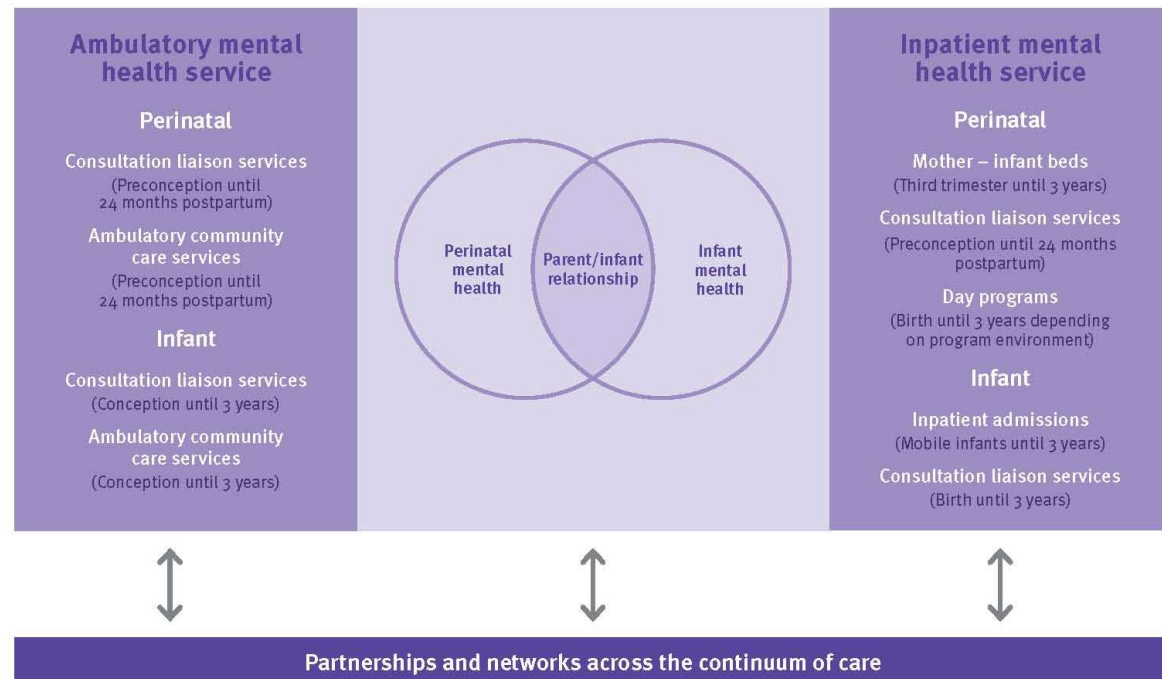 Ambulatory mental
health service
Perinatal
Consultation liaison services
(Preconception until
24 months postpartum)
Ambulatory community
care services
(Preconception until
24 months postpartum)
Infant
Consultation liaison services
(Conception until 3 years)
Ambulatory community
care services
(Conception until 3 years)
Perinatal
mental
health
Parent/infant
relationship
Infant
mental
health
Inpatient mental
health service
Perinatal
Mother – infant beds
(Third trimester until 3 years)
Consultation liaison services
(Preconception until 24 months
postpartum)
Day programs
(Birth until 3 years depending
on program environment)
Infant
Inpatient admissions
(Mobile infants until 3 years)
Consultation liaison services
(Birth until 3 years)
Partnerships and networks across the continuum of care